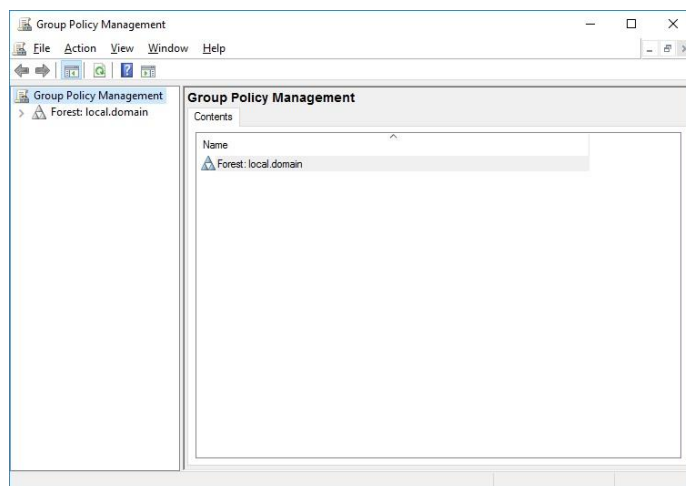 Group Policy Management
File Action View Window Help
Group Policy Management
Forest: local.domain
Group Policy Management
Contents
Name
Forest: local.domain